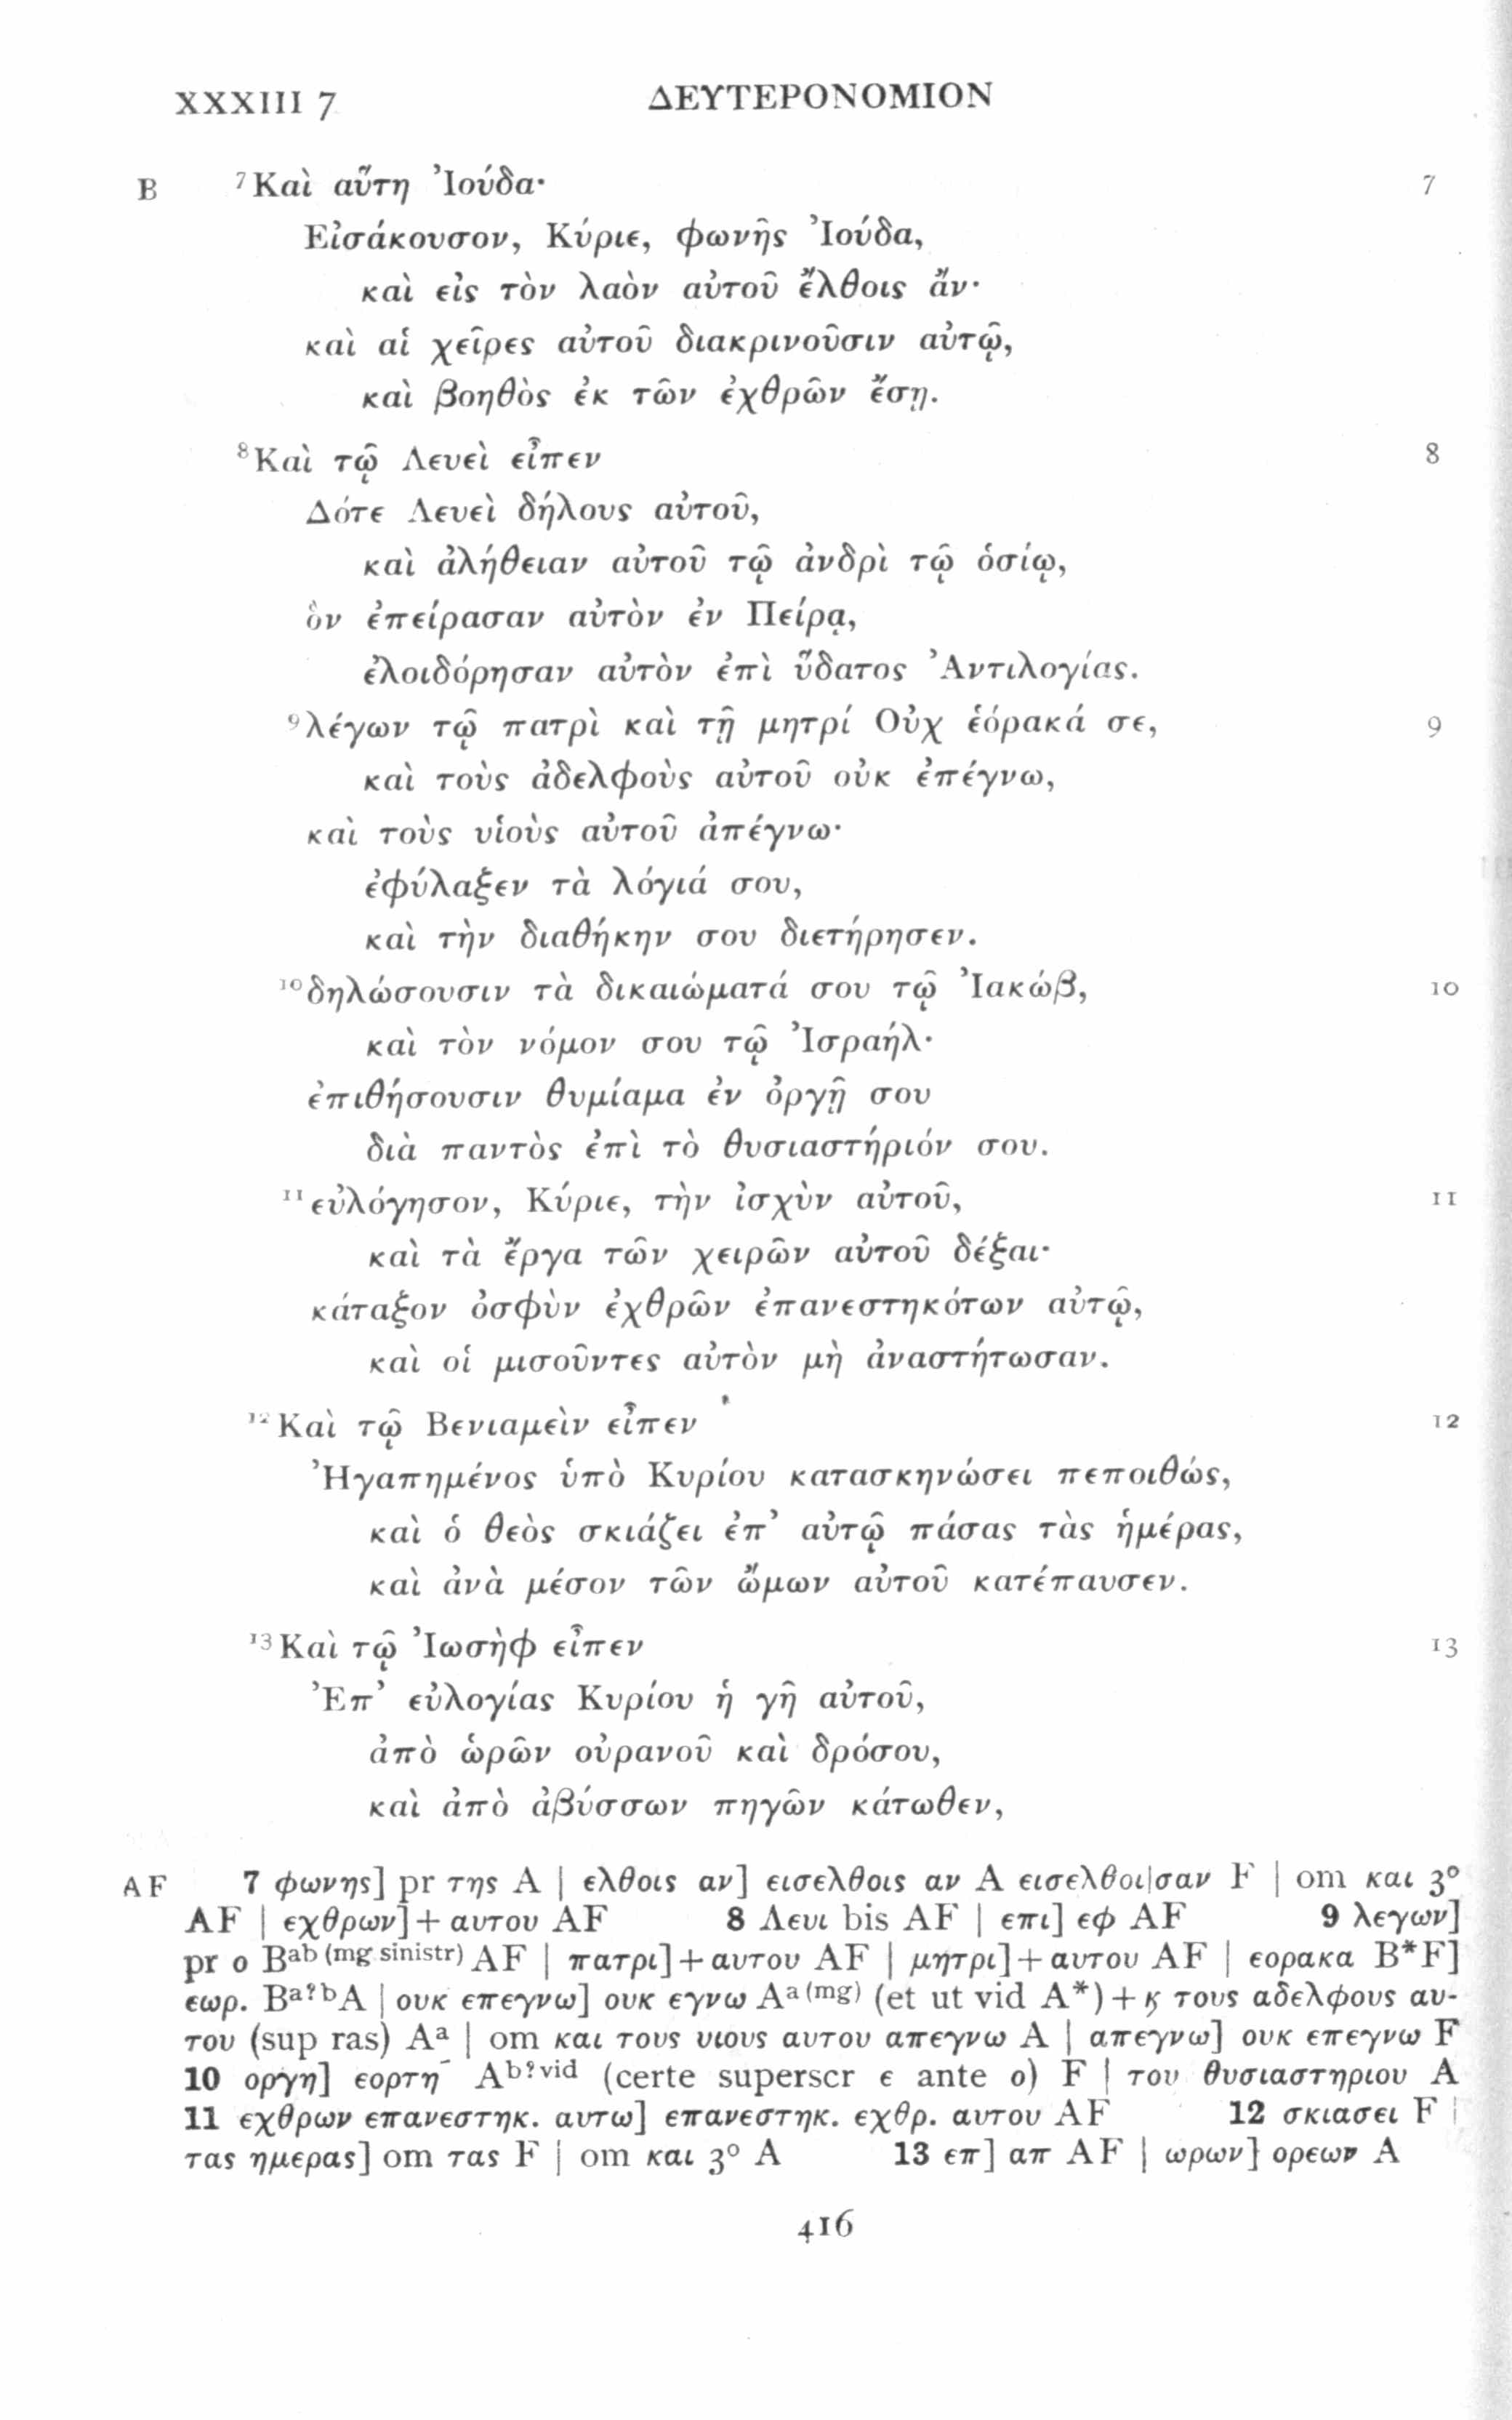 XXXIII 7 ΔΕΥΤΕΡΟΝΟΜΙΟΝ
B ⁷Καὶ αὕτη Ἰούδα· 7
Εἰσάκουσον, Κύριε, φωνῆς Ἰούδα,
καὶ εἰς τὸν λαὸν αὐτοῦ ἔλθοις ἄν·
καὶ αἱ χεῖρες αὐτοῦ διακρινοῦσιν αὐτῷ,
καὶ βοηθὸς ἐκ τῶν ἐχθρῶν ἔσῃ.
⁸Καὶ τῷ Λευεὶ εἶπεν 8
Δότε Λευεὶ δήλους αὐτοῦ,
καὶ ἀλήθειαν αὐτοῦ τῷ ἀνδρὶ τῷ ὁσίῳ,
ὃν ἐπείρασαν αὐτὸν ἐν Πείρᾳ,
ἐλοιδόρησαν αὐτὸν ἐπὶ ὕδατος Ἀντιλογίας.
⁹λέγων τῷ πατρὶ καὶ τῇ μητρί Οὐχ ἑόρακά σε, 9
καὶ τοὺς ἀδελφοὺς αὐτοῦ οὐκ ἐπέγνω,
καὶ τοὺς υἱοὺς αὐτοῦ ἀπέγνω·
ἐφύλαξεν τὰ λόγιά σου,
καὶ τὴν διαθήκην σου διετήρησεν.
¹⁰δηλώσουσιν τὰ δικαιώματά σου τῷ Ἰακώβ, 10
καὶ τὸν νόμον σου τῷ Ἰσραήλ·
ἐπιθήσουσιν θυμίαμα ἐν ὀργῇ σου
διὰ παντὸς ἐπὶ τὸ θυσιαστήριόν σου.
¹¹εὐλόγησον, Κύριε, τὴν ἰσχὺν αὐτοῦ, 11
καὶ τὰ ἔργα τῶν χειρῶν αὐτοῦ δέξαι·
κάταξον ὀσφὺν ἐχθρῶν ἐπανεστηκότων αὐτῷ,
καὶ οἱ μισοῦντες αὐτὸν μὴ ἀναστήτωσαν.
¹²Καὶ τῷ Βενιαμεὶν εἶπεν 12
Ἠγαπημένος ὑπὸ Κυρίου κατασκηνώσει πεποιθώς,
καὶ ὁ θεὸς σκιάζει ἐπ’ αὐτῷ πάσας τὰς ἡμέρας,
καὶ ἀνὰ μέσον τῶν ὤμων αὐτοῦ κατέπαυσεν.
¹³Καὶ τῷ Ἰωσὴφ εἶπεν 13
Ἐπ’ εὐλογίας Κυρίου ἡ γῆ αὐτοῦ,
ἀπὸ ὡρῶν οὐρανοῦ καὶ δρόσου,
καὶ ἀπὸ ἀβύσσων πηγῶν κάτωθεν,
AF 7 φωνης] pr της A | ελθοις αν] εισελθοις αν A εισελθοι|σαν F | om και 3⁰
AF | εχθρων]+αυτου AF 8 Λευι bis AF | επι] εφ AF 9 λεγων]
pr ο Bᵃᵇ ⁽ᵐᵍ ˢⁱⁿⁱˢᵗʳ⁾ AF | πατρι]+αυτου AF | μητρι]+αυτου AF | εορακα B*F]
εωρ. Bᵃ˒ᵇA | ουκ επεγνω] ουκ εγνω Aᵃ⁽ᵐᵍ⁾ (et ut vid A*)+ϗ τους αδελφους αυ-
του (sup ras) Aᵃ | om και τους υιους αυτου απεγνω A | απεγνω] ουκ επεγνω F
10 οργη] εορτη¯ Aᵇ?ᵛⁱᵈ (certe superscr ε ante ο) F | του θυσιαστηριου A
11 εχθρων επανεστηκ. αυτω] επανεστηκ. εχθρ. αυτου AF 12 σκιασει F |
τας ημερας] om τας F | om και 3⁰ A 13 επ] απ AF | ωρων] ορεων A
416